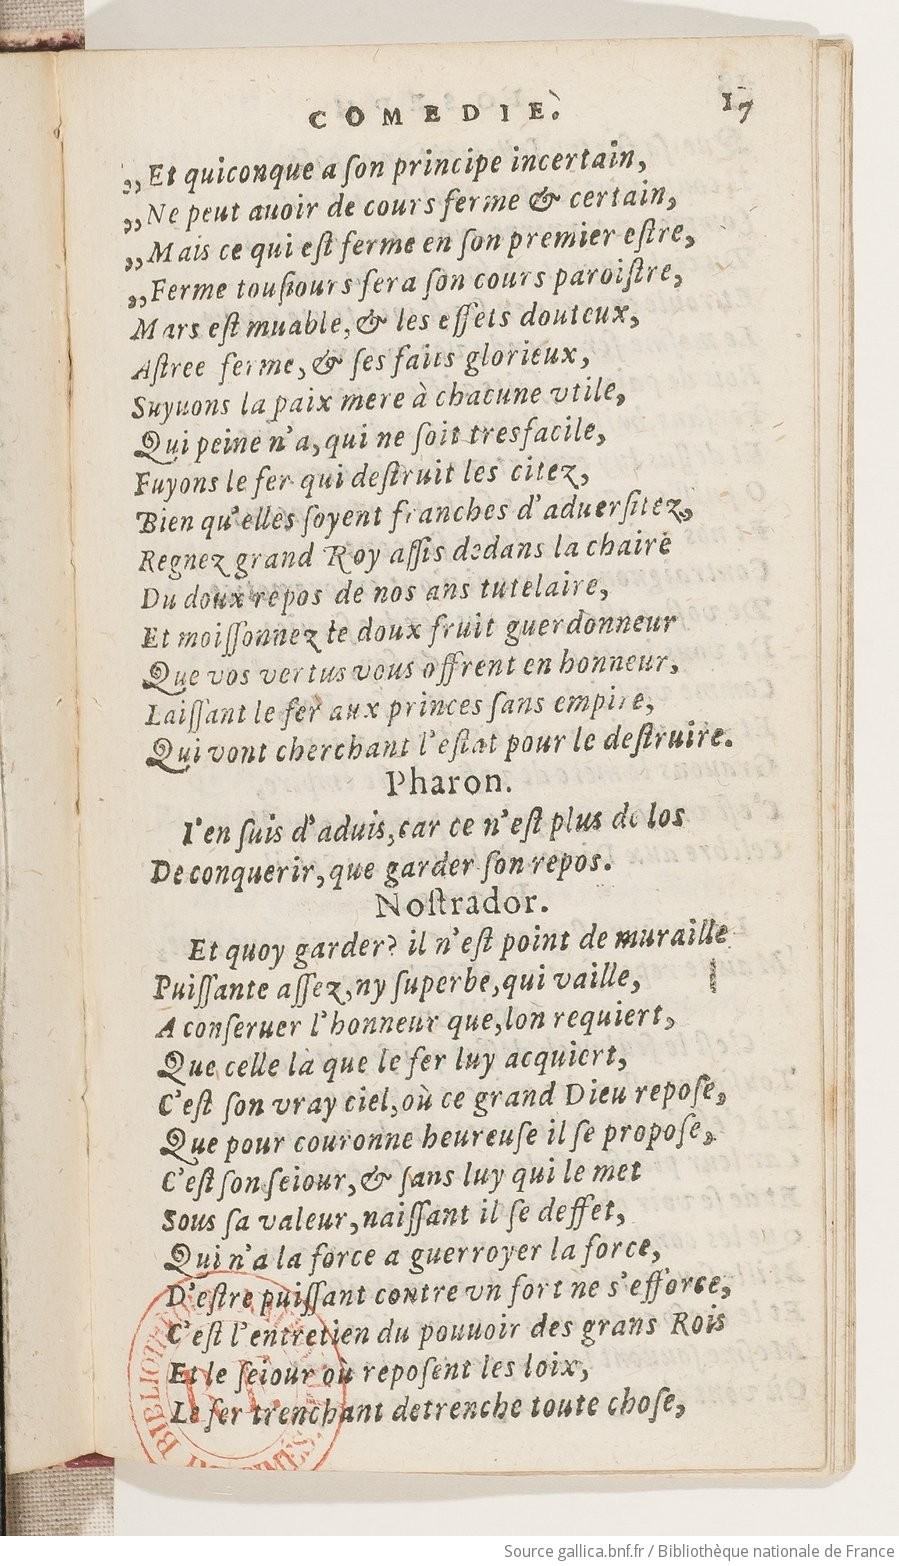 COMEDIE.
17
„Et quiconque a ſon principe incertain,
„Ne peut auoir de cours ferme & certain,
„Mais ce qui eſt ferme en ſon premier eſtre,
„Ferme touſiours fera ſon cours paroiſtre,
Mars eſt muable, & les effets douteux,
Aſtree ferme, & ſes faits glorieux,
Suyuons la paix mere à chacune vtile,
Qui peine n'a, qui ne ſoit tresfacile,
Fuyons le fer qui deſtruit les citez,
Bien qu'elles ſoyent franches d'aduerſitez,
Regnez grand Roy aſſis dedans la chaire
Du doux repos de nos ans tutelaire,
Et moiſſonnez le doux fruit guerdonneur
Que vos vertus vous offrent en honneur,
Laiſſant le fer aux princes ſans empire,
Qui vont cherchant l'eſtat pour le deſtruire.
Pharon.
I'en ſuis d'aduis, car ce n'eſt plus de los
De conquerir, que garder ſon repos.
Noſtrador.
Et quoy garder? il n'eſt point de muraille
Puiſſante aſſez, ny ſuperbe, qui vaille,
A conſeruer l'honneur que, lon requiert,
Que celle là que le fer luy acquiert,
C'eſt ſon vray ciel, où ce grand Dieu repoſe,
Que pour couronne heureuſe il ſe propoſe,
C'eſt ſon ſeiour, & ſans luy qui le met
Sous ſa valeur, naiſſant il ſe deffet,
Qui n'a la force a guerroyer la force,
D'eſtre puiſſant contre vn fort ne s'efforce,
C'eſt l'entretien du pouuoir des grans Rois
Et le ſeiour où repoſent les loix,
Le fer trenchant detrenche toute choſe,
Source gallica.bnf.fr / Bibliothèque nationale de France